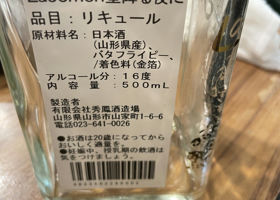 品目：リキュール
原材料名：日本酒
(山形県産)、
バタフライピー、
/着色料(金箔)
アルコール分：16度
内 容 量 ：500mL
製造者
有限会社秀鳳酒造場
山形県山形市山家町1-6-6
電話023-641-0026
●お酒は20歳になってから
おいしく適量を。
●妊娠中、授乳期の飲酒は
気をつけましょう。